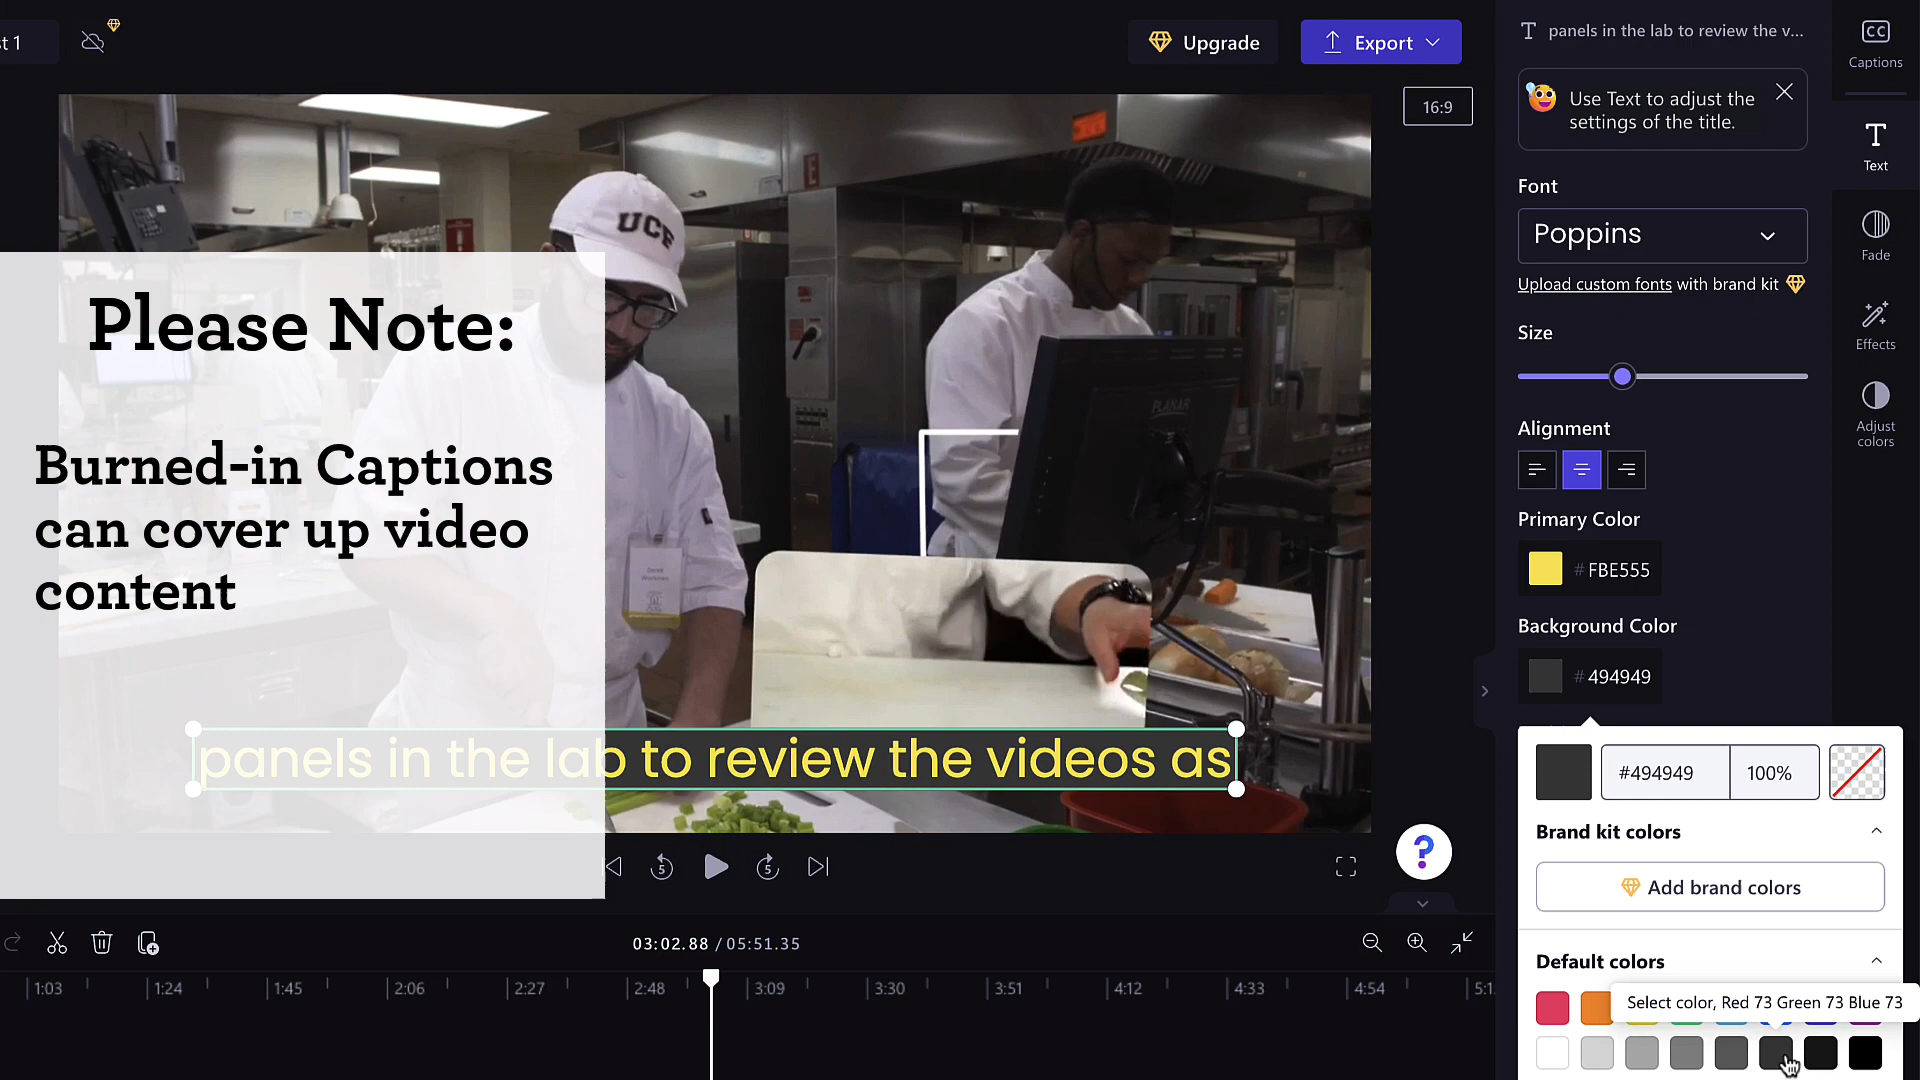 st 1
Upgrade
Export
16:9
panels in the lab to review the v...
Use Text to adjust the
settings of the title.
Font
Poppins
Upload custom fonts with brand kit
Size
Alignment
Primary Color
#FBE555
Background Color
#494949
#494949
100%
Brand kit colors
Add brand colors
Default colors
Select color, Red 73 Green 73 Blue 73
CC
Captions
T
Text
Fade
Effects
Adjust
colors
UCF
PLANAR
E
Please Note:
Burned-in Captions
can cover up video
content
panels in the lab to review the videos as
5
5
?
03:02.88 / 05:51.35
1:03
1:24
1:45
2:06
2:27
2:48
3:09
3:30
3:51
4:12
4:33
4:54